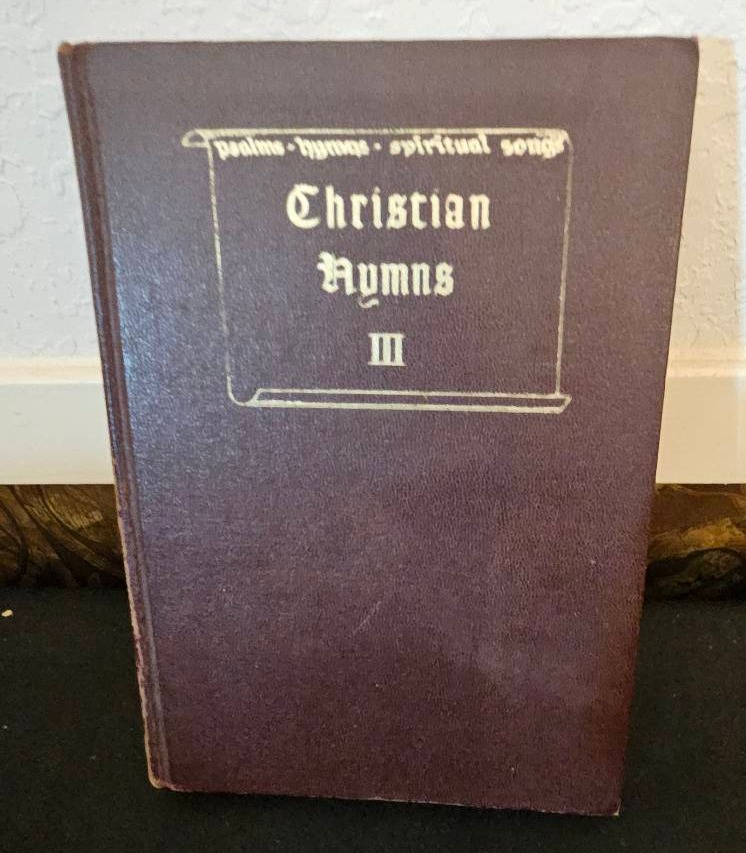 psalms · hymns · spiritual songs
Christian
Hymns
III